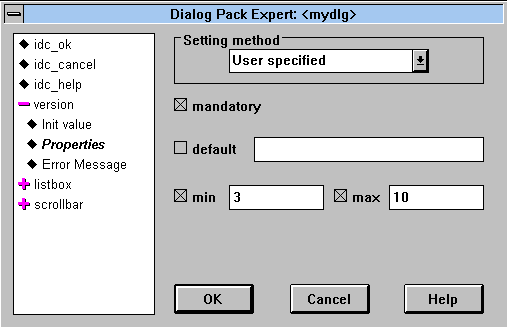 Dialog Pack Expert: <mydlg>
idc_ok
idc_cancel
idc_help
version
Init value
Properties
Error Message
listbox
scrollbar
Setting method
User specified
mandatory
default
min 3 max 10
OK Cancel Help